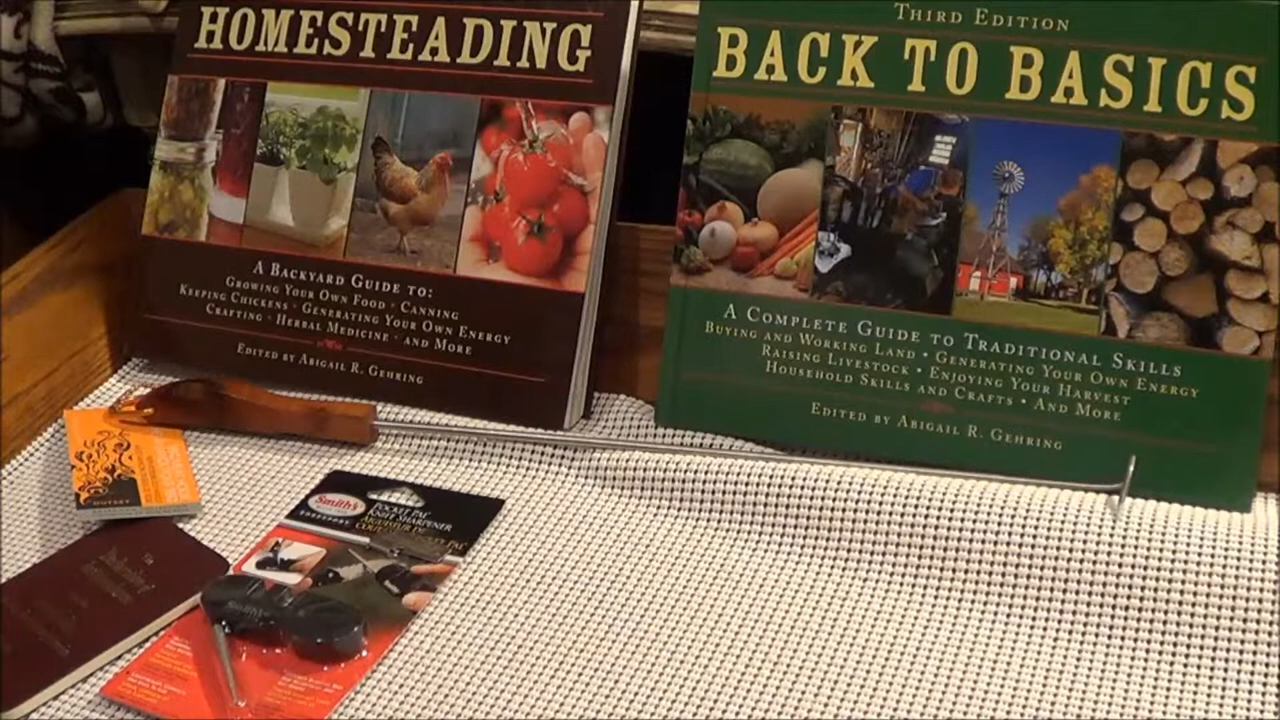 HOMESTEADING
A BACKYARD GUIDE TO:
GROWING YOUR OWN FOOD · CANNING
KEEPING CHICKENS · GENERATING YOUR OWN ENERGY
CRAFTING · HERBAL MEDICINE · AND MORE
EDITED BY ABIGAIL R. GEHRING
THIRD EDITION
BACK TO BASICS
A COMPLETE GUIDE TO TRADITIONAL SKILLS
BUYING AND WORKING LAND • GENERATING YOUR OWN ENERGY
RAISING LIVESTOCK • ENJOYING YOUR HARVEST
HOUSEHOLD SKILLS AND CRAFTS • AND MORE
EDITED BY ABIGAIL R. GEHRING
Smith's
POCKET PAL
KNIFE SHARPENER